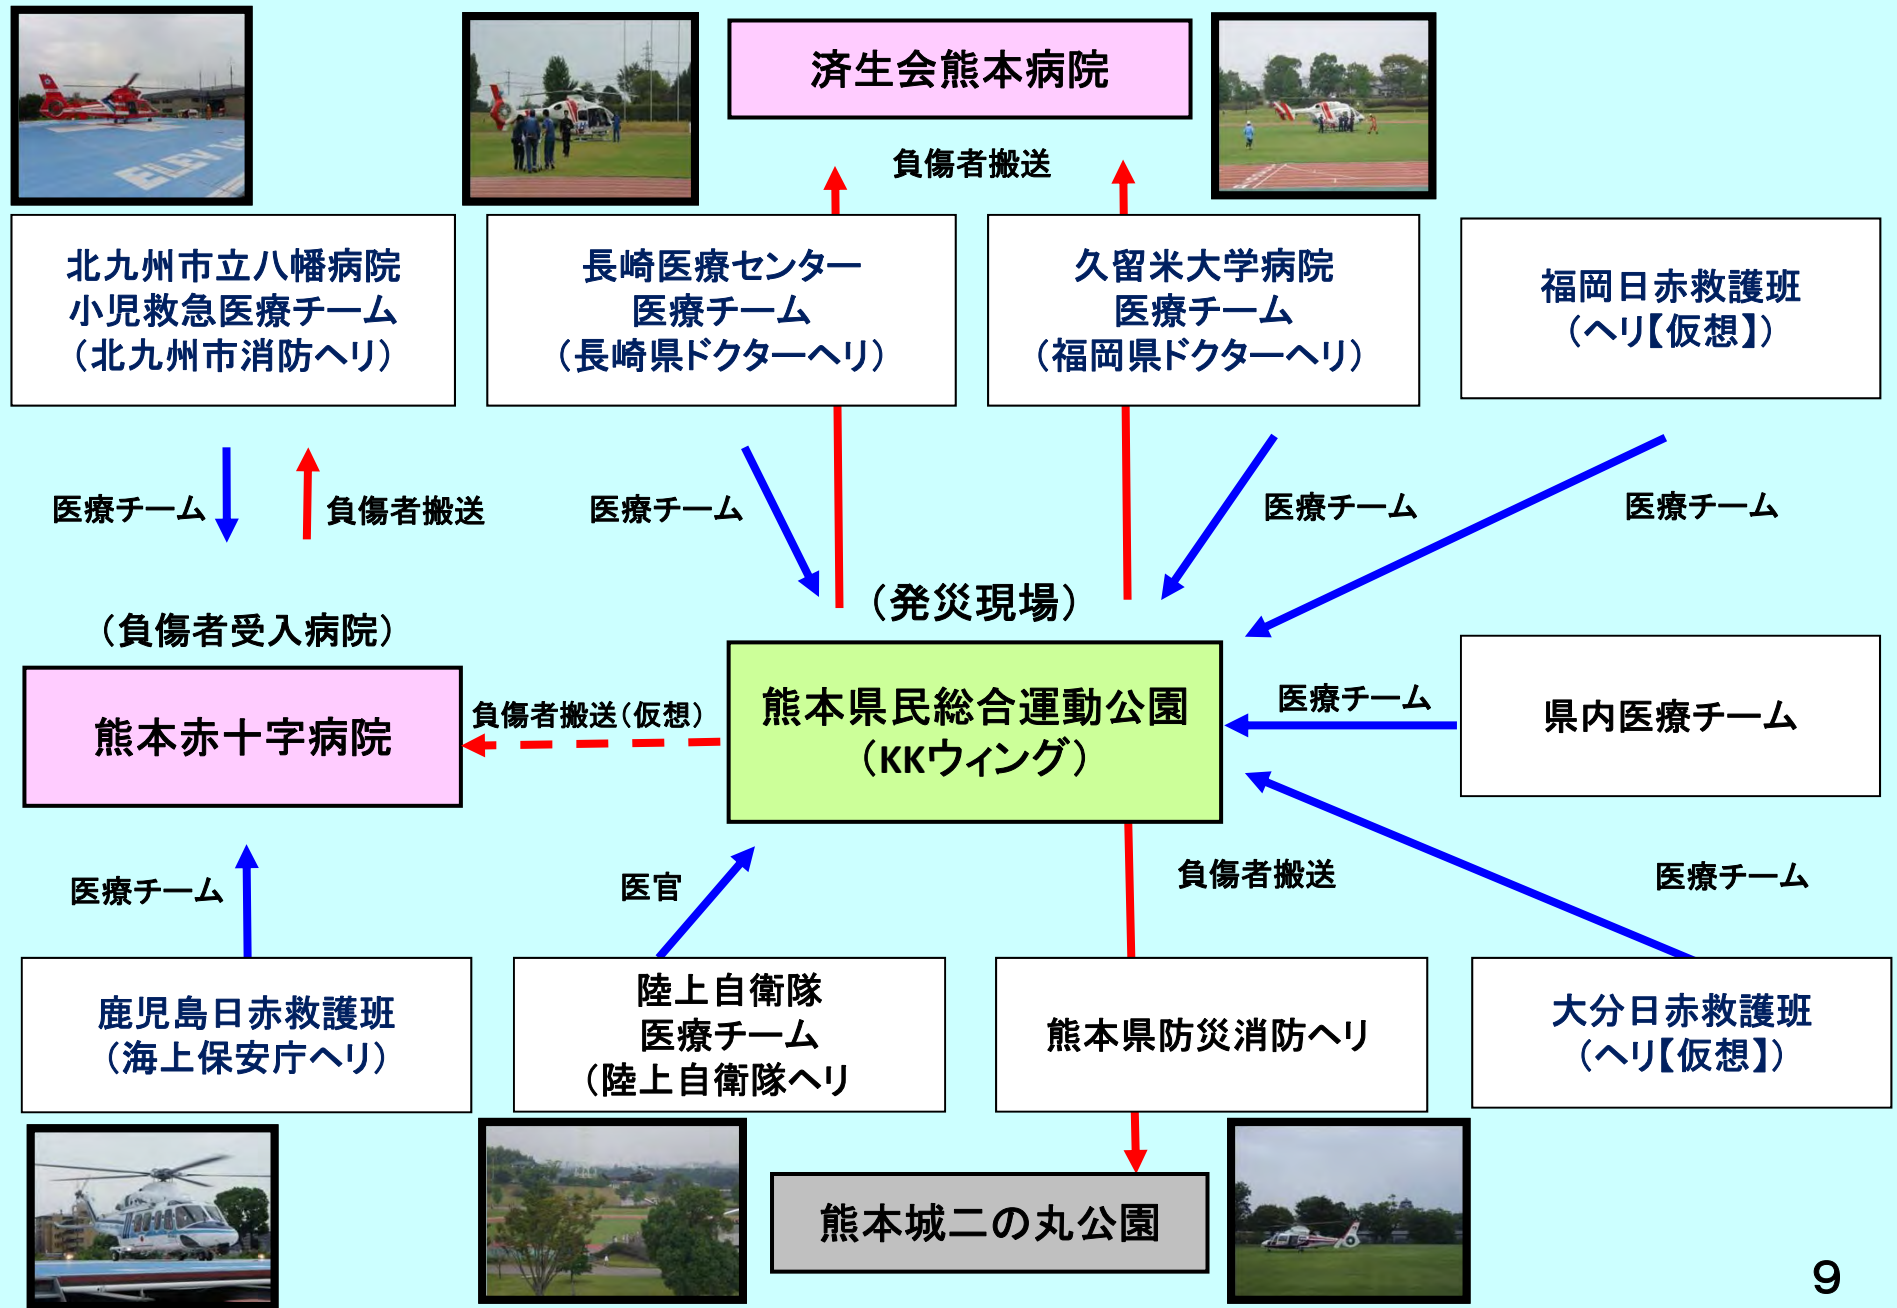 済生会熊本病院
負傷者搬送
北九州市立八幡病院
小児救急医療チーム
（北九州市消防ヘリ）
長崎医療センター
医療チーム
（長崎県ドクターヘリ）
久留米大学病院
医療チーム
（福岡県ドクターヘリ）
福岡日赤救護班
（ヘリ【仮想】）
医療チーム
負傷者搬送
医療チーム
医療チーム
医療チーム
（発災現場）
（負傷者受入病院）
熊本赤十字病院
負傷者搬送（仮想）
熊本県民総合運動公園
（KKウィング）
医療チーム
県内医療チーム
医療チーム
医官
負傷者搬送
医療チーム
鹿児島日赤救護班
（海上保安庁ヘリ）
陸上自衛隊
医療チーム
（陸上自衛隊ヘリ
熊本県防災消防ヘリ
大分日赤救護班
（ヘリ【仮想】）
熊本城二の丸公園
9